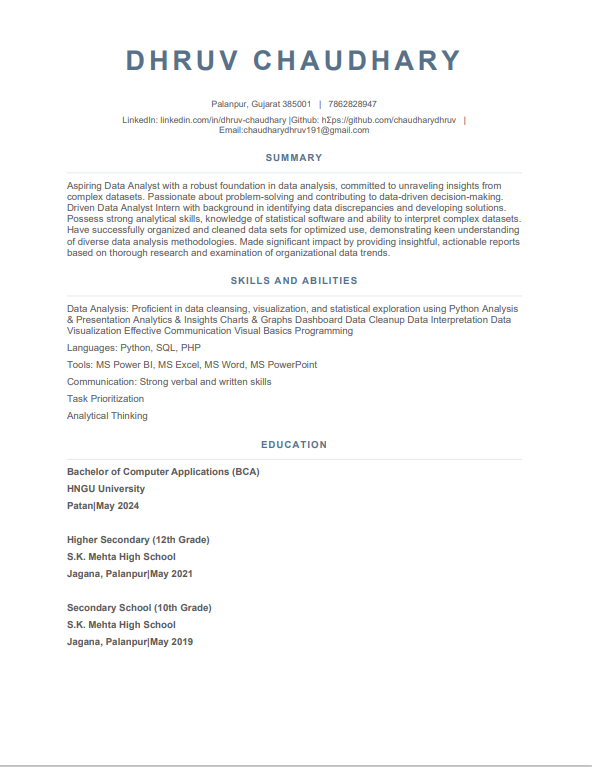 DHRUV CHAUDHARY
Palanpur, Gujarat 385001 | 7862828947
LinkedIn: linkedin.com/in/dhruv-chaudhary |Github: hΣps://github.com/chaudharydhruv |
Email:chaudharydhruv191@gmail.com
SUMMARY
Aspiring Data Analyst with a robust foundation in data analysis, committed to unraveling insights from
complex datasets. Passionate about problem-solving and contributing to data-driven decision-making.
Driven Data Analyst Intern with background in identifying data discrepancies and developing solutions.
Possess strong analytical skills, knowledge of statistical software and ability to interpret complex datasets.
Have successfully organized and cleaned data sets for optimized use, demonstrating keen understanding
of diverse data analysis methodologies. Made significant impact by providing insightful, actionable reports
based on thorough research and examination of organizational data trends.
SKILLS AND ABILITIES
Data Analysis: Proficient in data cleansing, visualization, and statistical exploration using Python Analysis
& Presentation Analytics & Insights Charts & Graphs Dashboard Data Cleanup Data Interpretation Data
Visualization Effective Communication Visual Basics Programming
Languages: Python, SQL, PHP
Tools: MS Power BI, MS Excel, MS Word, MS PowerPoint
Communication: Strong verbal and written skills
Task Prioritization
Analytical Thinking
EDUCATION
Bachelor of Computer Applications (BCA)
HNGU University
Patan|May 2024
Higher Secondary (12th Grade)
S.K. Mehta High School
Jagana, Palanpur|May 2021
Secondary School (10th Grade)
S.K. Mehta High School
Jagana, Palanpur|May 2019